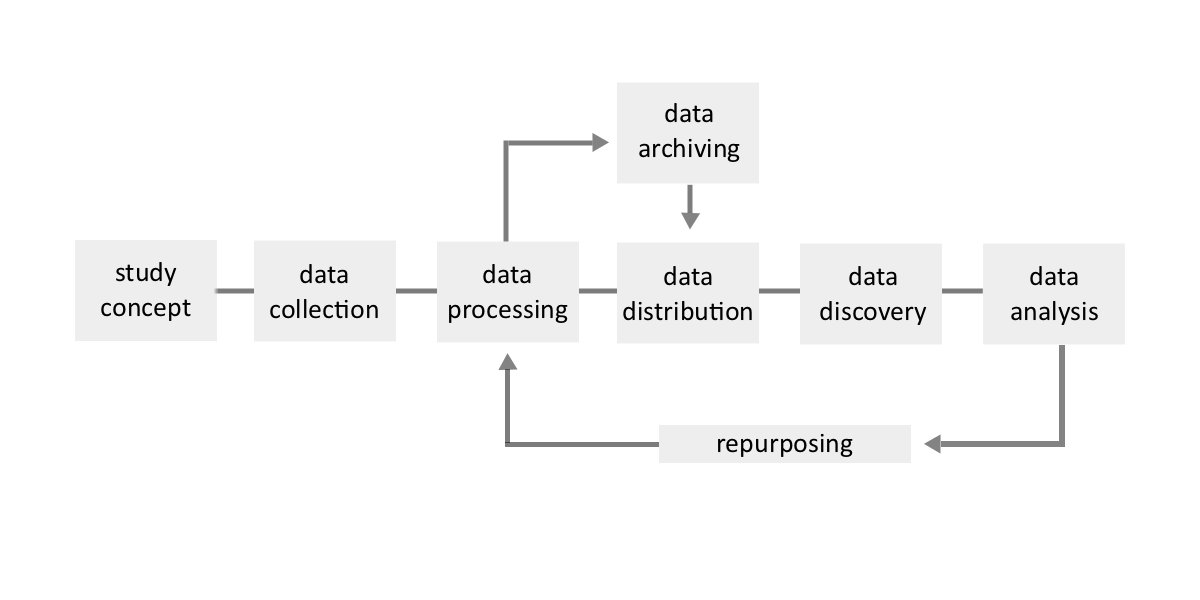 data
archiving
study
concept
data
collection
data
processing
data
distribution
data
discovery
data
analysis
repurposing